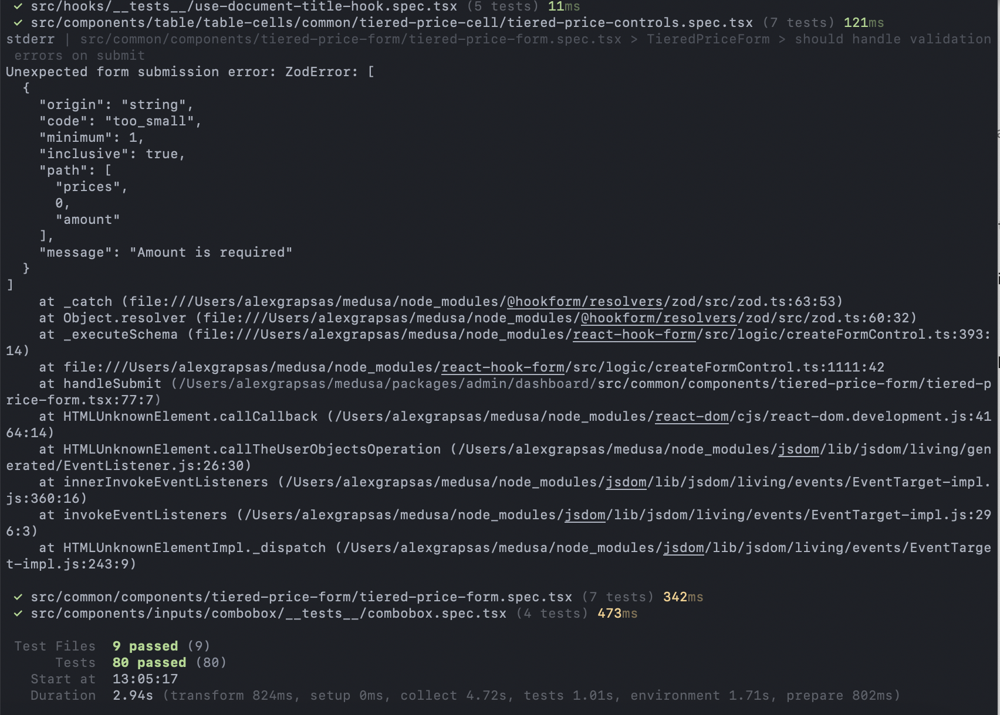 ✓ src/hooks/__tests__/use-document-title-hook.spec.tsx (5 tests) 11ms
✓ src/components/table/table-cells/common/tiered-price-cell/tiered-price-controls.spec.tsx (7 tests) 121ms
stderr | src/common/components/tiered-price-form/tiered-price-form.spec.tsx > TieredPriceForm > should handle validation
errors on submit
Unexpected form submission error: ZodError: [
  {
    "origin": "string",
    "code": "too_small",
    "minimum": 1,
    "inclusive": true,
    "path": [
      "prices",
      0,
      "amount"
    ],
    "message": "Amount is required"
  }
]
    at _catch (file:///Users/alexgrapsas/medusa/node_modules/@hookform/resolvers/zod/src/zod.ts:63:53)
    at Object.resolver (file:///Users/alexgrapsas/medusa/node_modules/@hookform/resolvers/zod/src/zod.ts:60:32)
    at _executeSchema (file:///Users/alexgrapsas/medusa/node_modules/react-hook-form/src/logic/createFormControl.ts:393:
14)
    at file:///Users/alexgrapsas/medusa/node_modules/react-hook-form/src/logic/createFormControl.ts:1111:42
    at handleSubmit (/Users/alexgrapsas/medusa/packages/admin/dashboard/src/common/components/tiered-price-form/tiered-p
rice-form.tsx:77:7)
    at HTMLUnknownElement.callCallback (/Users/alexgrapsas/medusa/node_modules/react-dom/cjs/react-dom.development.js:41
64:14)
    at HTMLUnknownElement.callTheUserObjectsOperation (/Users/alexgrapsas/medusa/node_modules/jsdom/lib/jsdom/living/gen
erated/EventListener.js:26:30)
    at innerInvokeEventListeners (/Users/alexgrapsas/medusa/node_modules/jsdom/lib/jsdom/living/events/EventTarget-impl.
js:360:16)
    at invokeEventListeners (/Users/alexgrapsas/medusa/node_modules/jsdom/lib/jsdom/living/events/EventTarget-impl.js:29
6:3)
    at HTMLUnknownElementImpl._dispatch (/Users/alexgrapsas/medusa/node_modules/jsdom/lib/jsdom/living/events/EventTarge
t-impl.js:243:9)
✓ src/common/components/tiered-price-form/tiered-price-form.spec.tsx (7 tests) 342ms
✓ src/components/inputs/combobox/__tests__/combobox.spec.tsx (4 tests) 473ms
Test Files  9 passed (9)
Tests  80 passed (80)
Start at  13:05:17
Duration  2.94s (transform 824ms, setup 0ms, collect 4.72s, tests 1.01s, environment 1.71s, prepare 802ms)